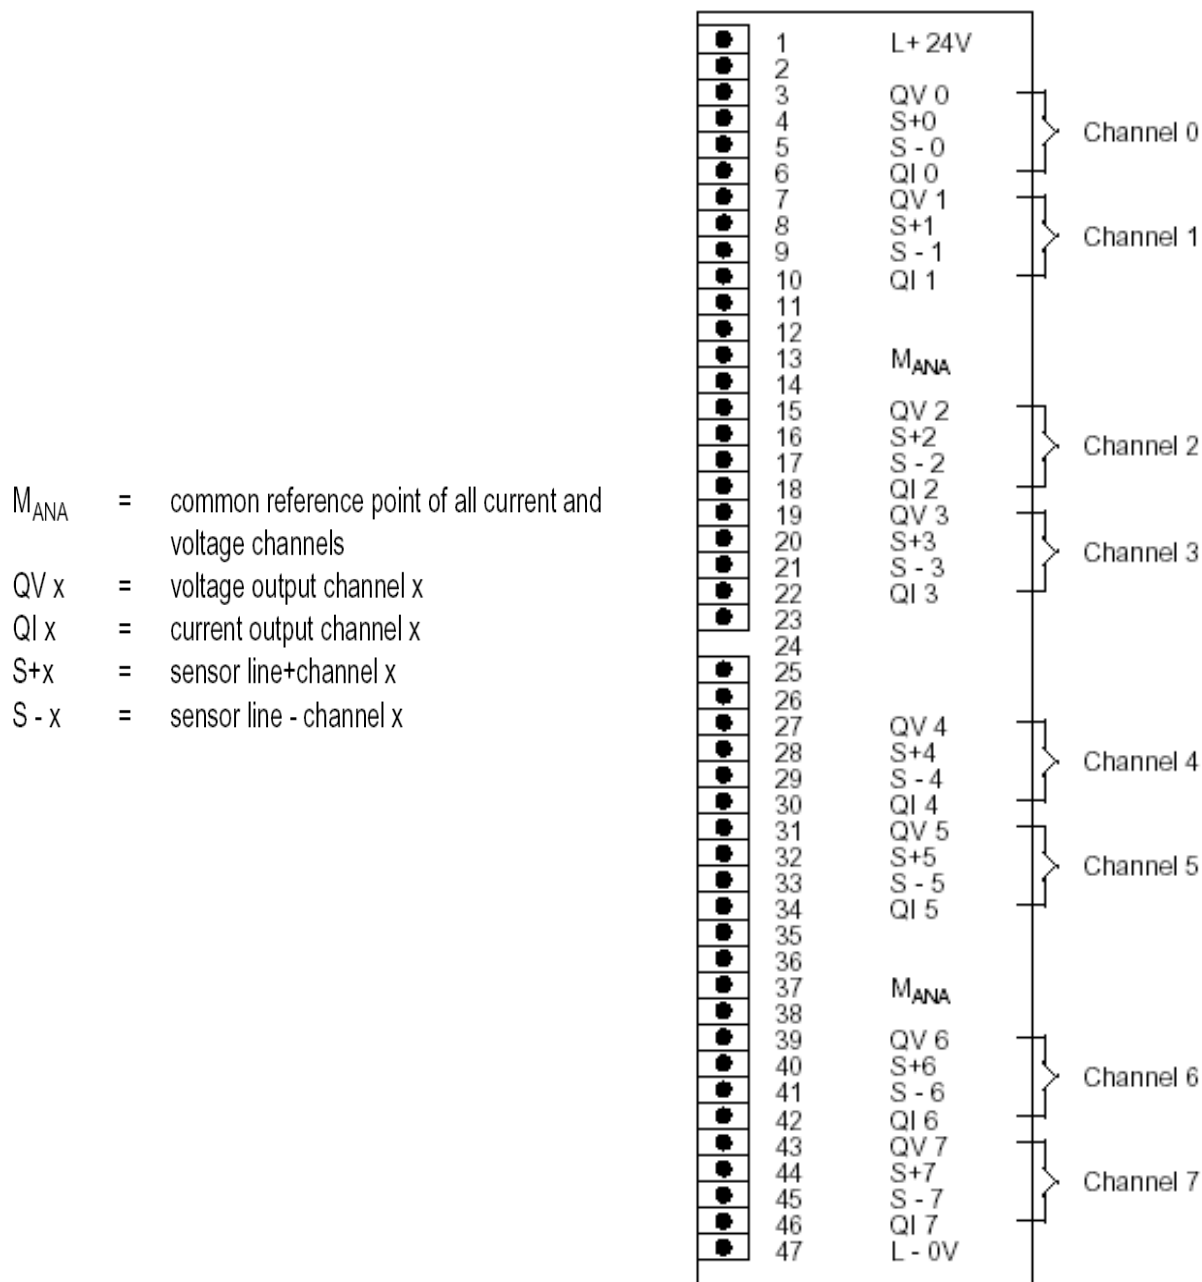 1 L+ 24V
2
3 QV 0
4 S+0
Channel 0
5 S - 0
6 QI 0
7 QV 1
8 S+1
Channel 1
9 S - 1
10 QI 1
11
12
13 MANA
14
15 QV 2
16 S+2
Channel 2
17 S - 2
18 QI 2
19 QV 3
20 S+3
Channel 3
21 S - 3
22 QI 3
23
24
25
26
27 QV 4
28 S+4
Channel 4
29 S - 4
30 QI 4
31 QV 5
32 S+5
Channel 5
33 S - 5
34 QI 5
35
36
37 MANA
38
39 QV 6
40 S+6
Channel 6
41 S - 6
42 QI 6
43 QV 7
44 S+7
Channel 7
45 S - 7
46 QI 7
47 L - 0V
MANA = common reference point of all current and
voltage channels
QV x = voltage output channel x
QI x = current output channel x
S+x = sensor line+channel x
S - x = sensor line - channel x